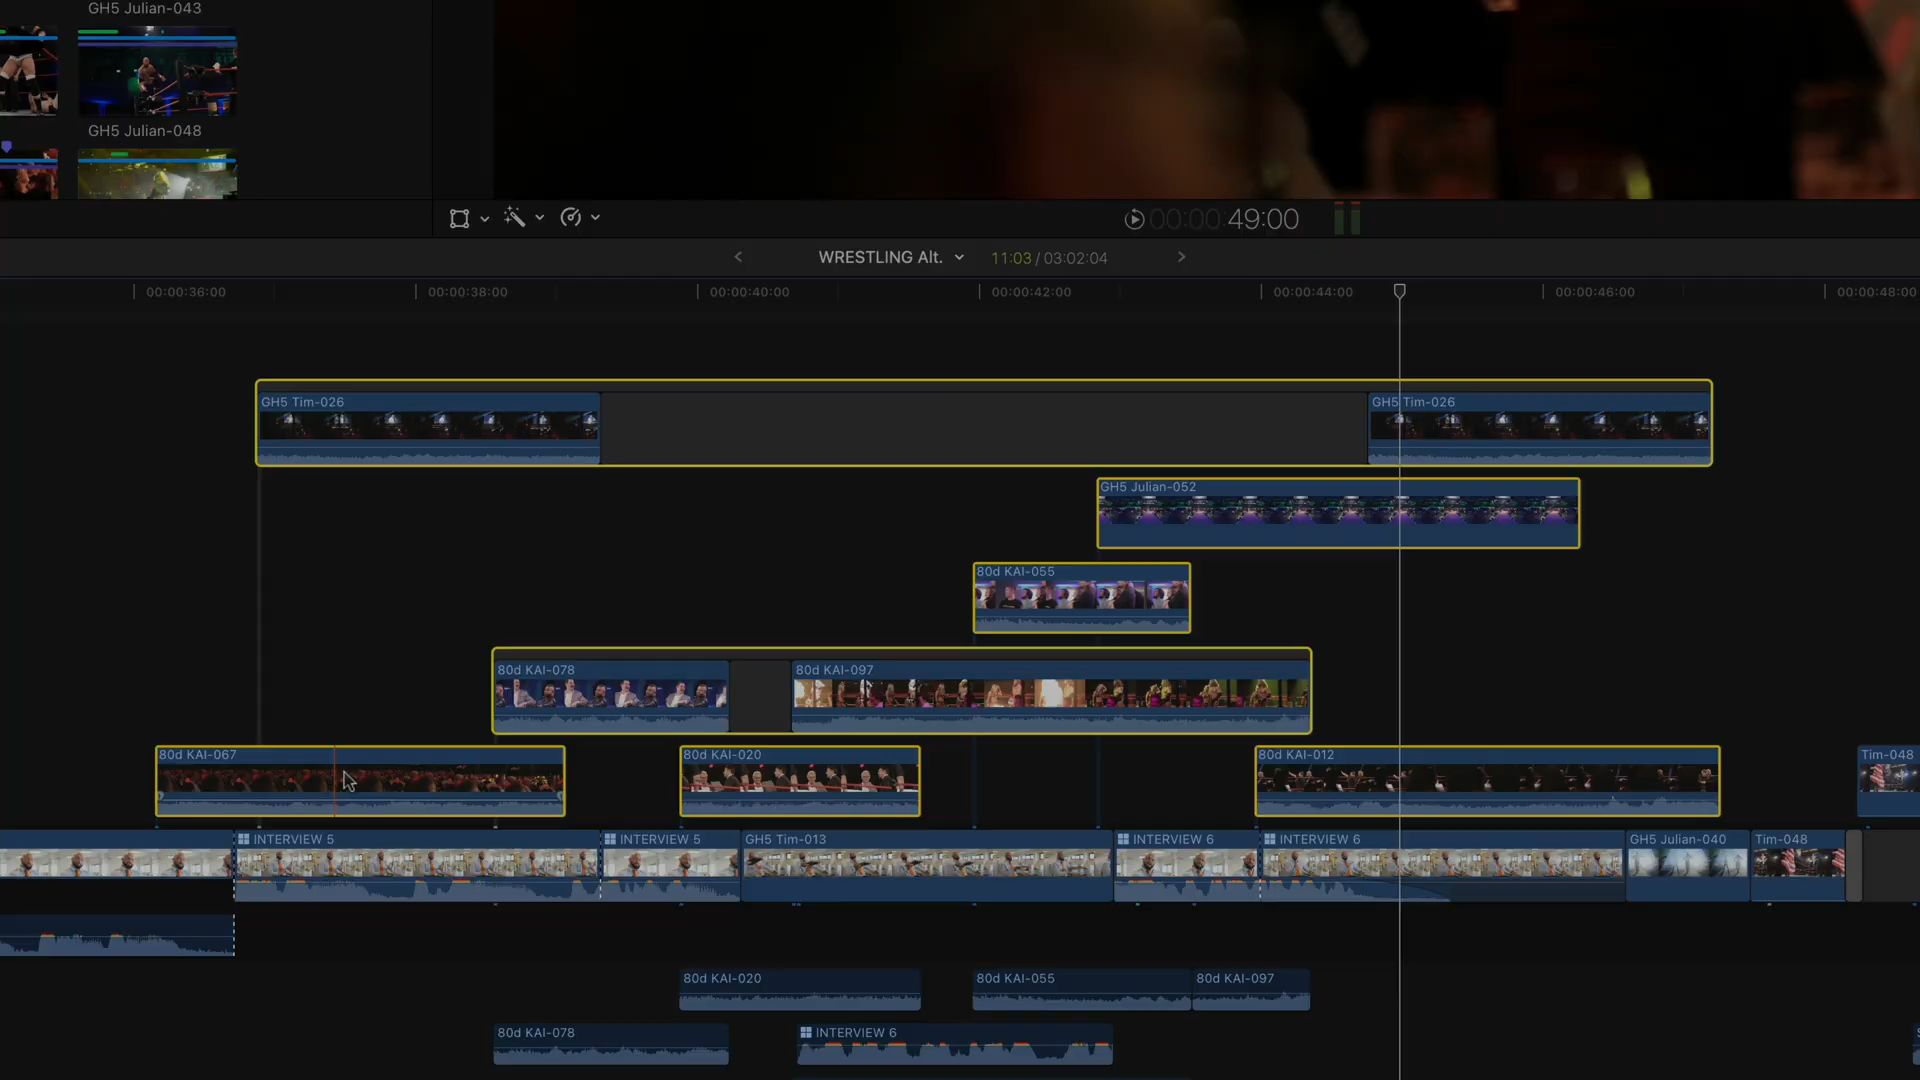 GH5 Julian-043
GH5 Julian-048
00:00:00:49:00
WRESTLING Alt.
11:03 / 03:02:04
00:00:36:00
00:00:38:00
00:00:40:00
00:00:42:00
00:00:44:00
00:00:46:00
00:00:48:00
GH5 Tim-026
GH5 Tim-026
GH5 Julian-052
80d KAI-055
80d KAI-078
80d KAI-097
80d KAI-067
80d KAI-020
80d KAI-012
Tim-048
INTERVIEW 5
INTERVIEW 5
GH5 Tim-013
INTERVIEW 6
INTERVIEW 6
GH5 Julian-040
Tim-048
80d KAI-020
80d KAI-055
80d KAI-097
80d KAI-078
INTERVIEW 6